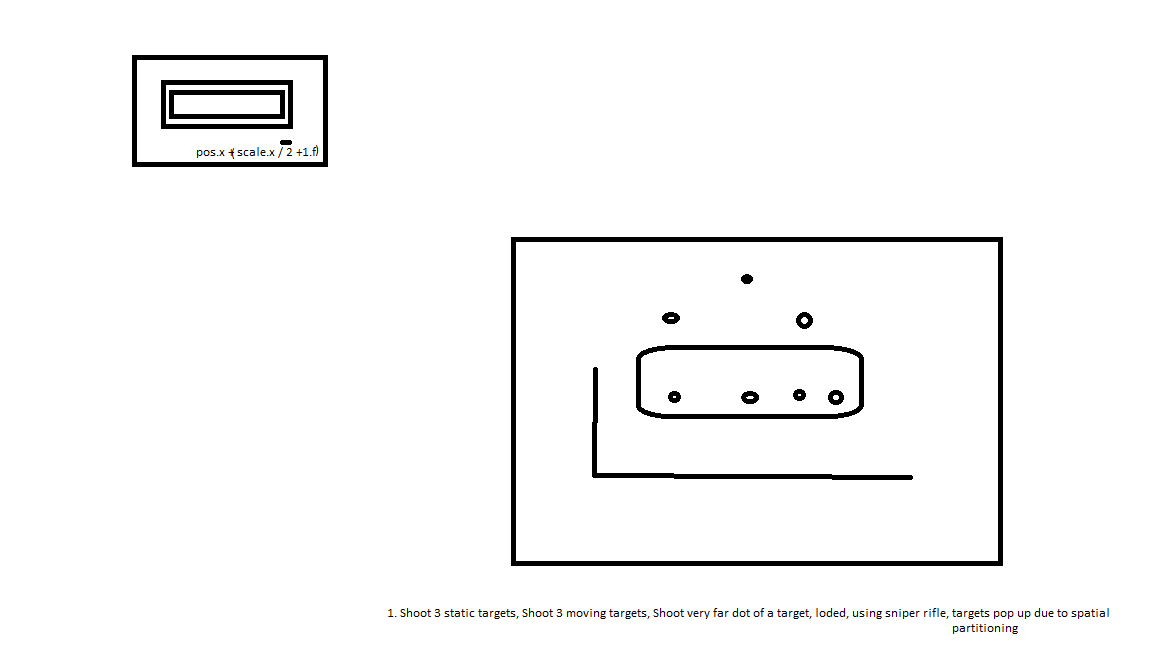 pos.x +(scale.x / 2 +1.f)
1. Shoot 3 static targets, Shoot 3 moving targets, Shoot very far dot of a target, loded, using sniper rifle, targets pop up due to spatial
partitioning